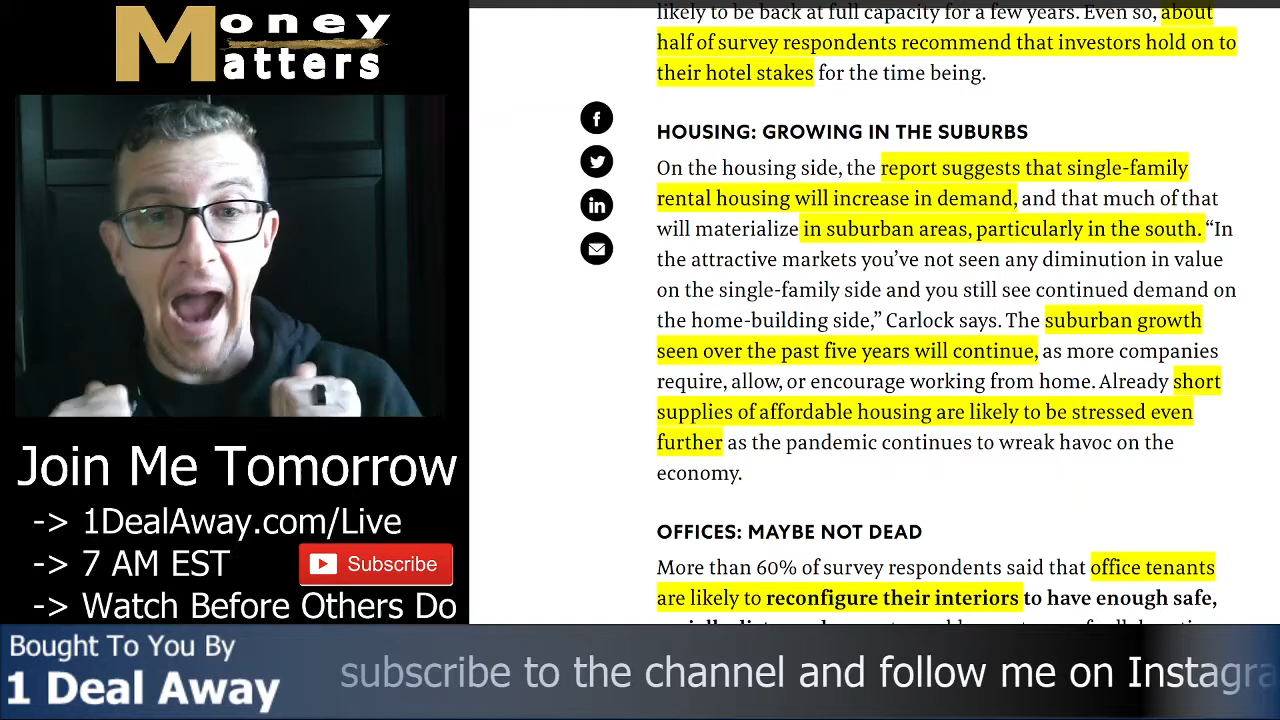 Money
Matters
Join Me Tomorrow
-> 1DealAway.com/Live
-> 7 AM EST
Subscribe
-> Watch Before Others Do
likely to be back at full capacity for a few years. Even so, about
half of survey respondents recommend that investors hold on to
their hotel stakes for the time being.
HOUSING: GROWING IN THE SUBURBS
On the housing side, the report suggests that single-family
rental housing will increase in demand, and that much of that
will materialize in suburban areas, particularly in the south. “In
the attractive markets you’ve not seen any diminution in value
on the single-family side and you still see continued demand on
the home-building side,” Carlock says. The suburban growth
seen over the past five years will continue, as more companies
require, allow, or encourage working from home. Already short
supplies of affordable housing are likely to be stressed even
further as the pandemic continues to wreak havoc on the
economy.
OFFICES: MAYBE NOT DEAD
More than 60% of survey respondents said that office tenants
are likely to reconfigure their interiors to have enough safe,
Bought To You By
1 Deal Away
subscribe to the channel and follow me on Instagra